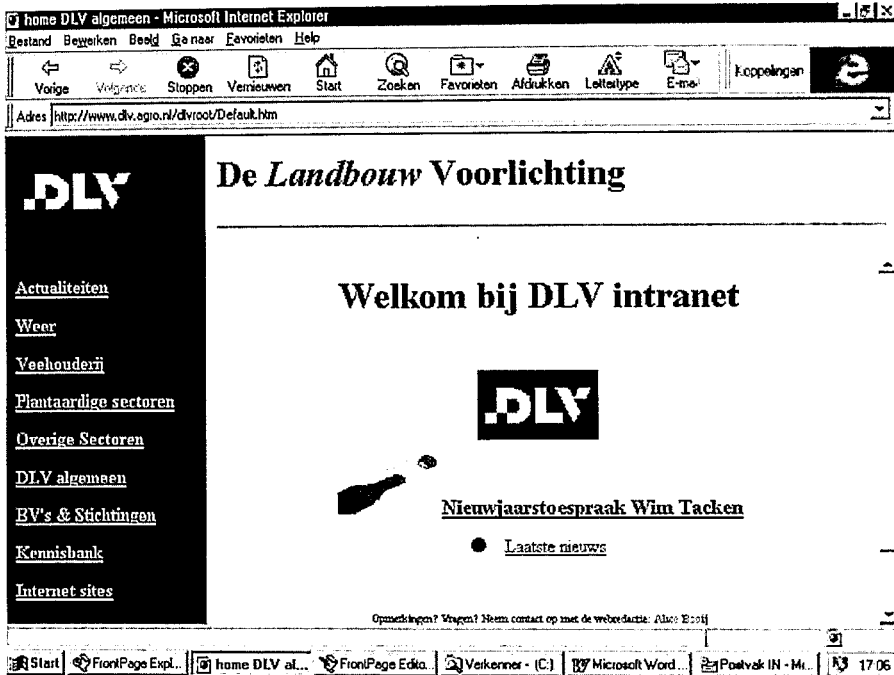 home DLV algemeen - Microsoft Internet Explorer
Bestand Bewerken Beeld Ga naar Favorieten Help
Vorige Volgende Stoppen Vernieuwen Start Zoeken Favorieten Afdrukken Lettertype E-mail Koppelingen
Adres http://www.dlv.agro.nl/dlvroot/Default.htm
DLV
De Landbouw Voorlichting
Actualiteiten
Weer
Veehouderij
Plantaardige sectoren
Overige Sectoren
DLV algemeen
BV's & Stichtingen
Kennisbank
Internet sites
Welkom bij DLV intranet
DLV
Nieuwjaarstoespraak Wim Tacken
Laatste nieuws
Opmerkingen? Vragen? Neem contact op met de webredactie: Alice Booij
Start FrontPage Expl... home DLV al... FrontPage Edito... Verkenner - (C:) Microsoft Word ... Postvak IN - Mi... 17:06